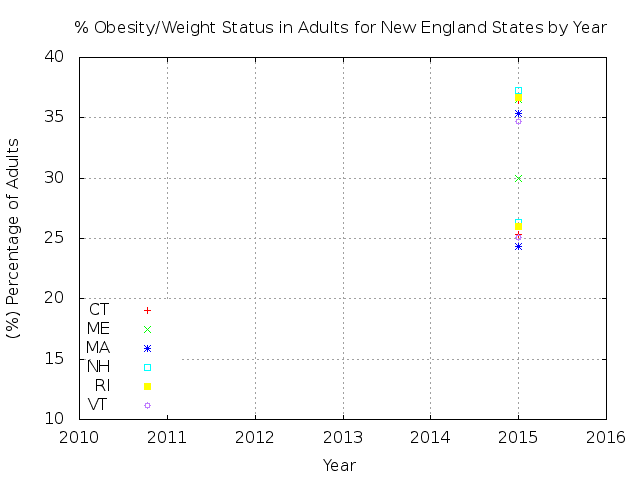 % Obesity/Weight Status in Adults for New England States by Year
(%) Percentage of Adults
40
35
30
25
20
15
10
CT
ME
MA
NH
RI
VT
2010 2011 2012 2013 2014 2015 2016
Year